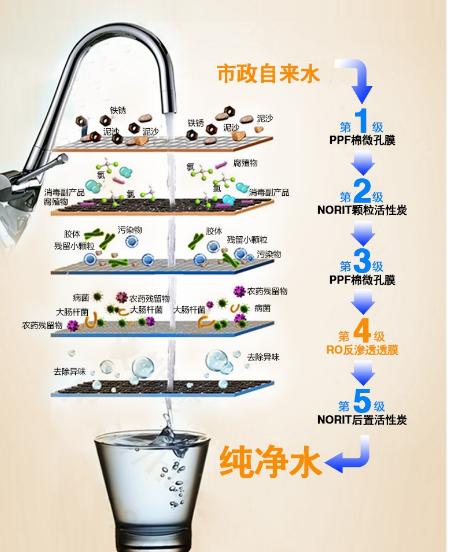 市政自来水
铁锈
铁锈
泥沙
泥沙
泥沙
泥沙
第1级
PPF棉微孔膜
氯
氯
腐殖物
消毒副产品
氯
氯
消毒副产品
腐殖物
第2级
NORIT颗粒活性炭
胶体
污染物
胶体
残留小颗粒
残留小颗粒
污染物
第3级
PPF棉微孔膜
病菌
农药残留物
农药残留物
大肠杆菌
大肠杆菌
大肠杆菌
病菌
农药残留物
第4级
RO反渗透透膜
去除异味
去除异味
第5级
NORIT后置活性炭
纯净水